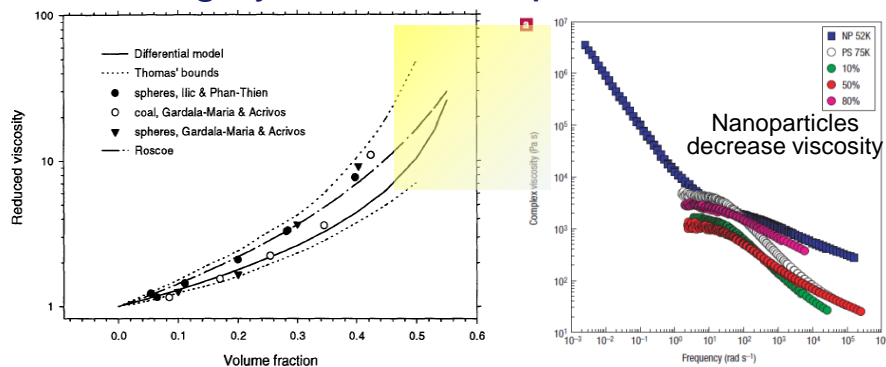 100
10
1
Reduced viscosity
Differential model
Thomas' bounds
spheres, Ilic & Phan-Thien
coal, Gardala-Maria & Acrivos
spheres, Gardala-Maria & Acrivos
Roscoe
0.0 0.1 0.2 0.3 0.4 0.5 0.6
Volume fraction
a
10⁷
10⁶
10⁵
10⁴
10³
10²
10¹
Complex viscosity (Pa s)
NP 52K
PS 75K
10%
50%
80%
Nanoparticles
decrease viscosity
10⁻³ 10⁻² 10⁻¹ 10⁰ 10¹ 10² 10³ 10⁴ 10⁵ 10
Frequency (rad s⁻¹)